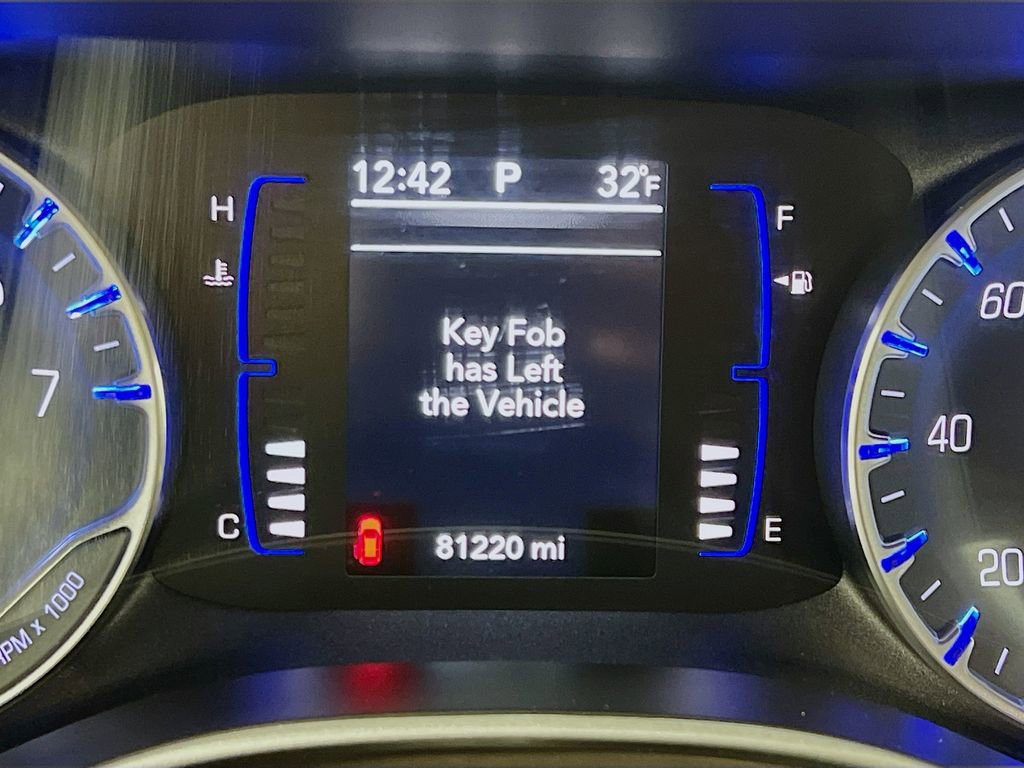 12:42 P 32°F
H
F
60
Key Fob
has Left
the Vehicle
7
40
C
E
81220 mi
20
RPM x 1000